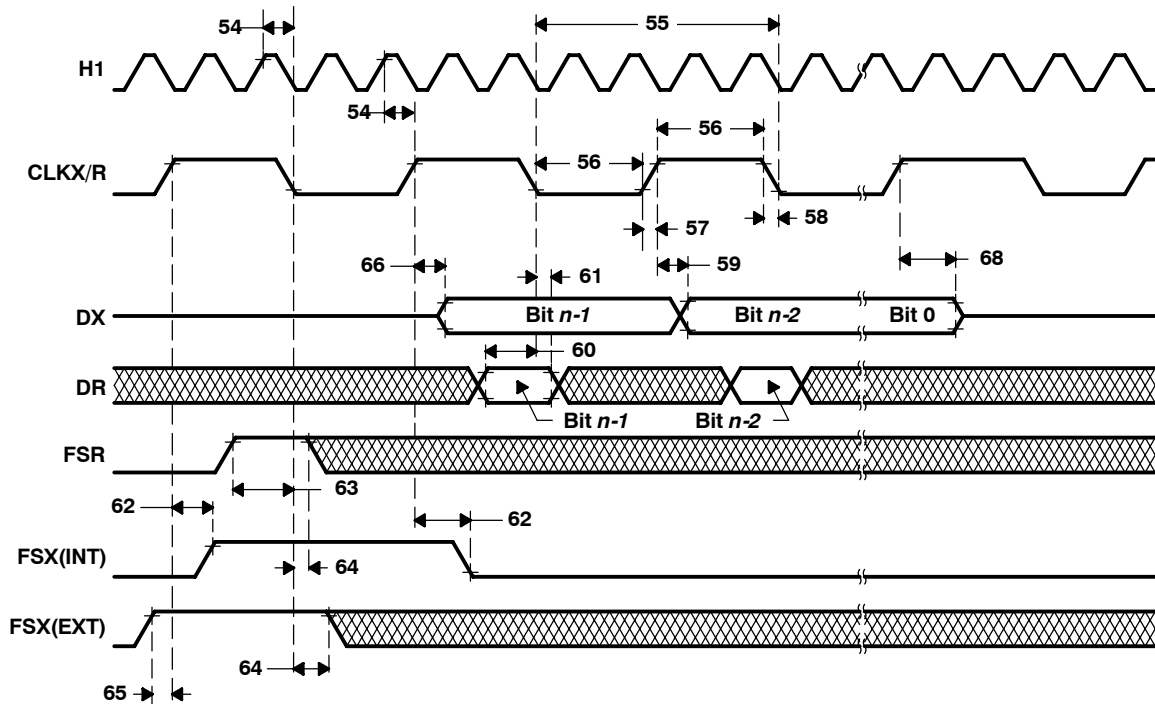 54
55
H1
54
56
56
CLKX/R
57
58
66
61
59
68
DX
Bit n-1
Bit n-2
Bit 0
60
DR
Bit n-1
Bit n-2
FSR
63
62
62
FSX(INT)
64
FSX(EXT)
64
65